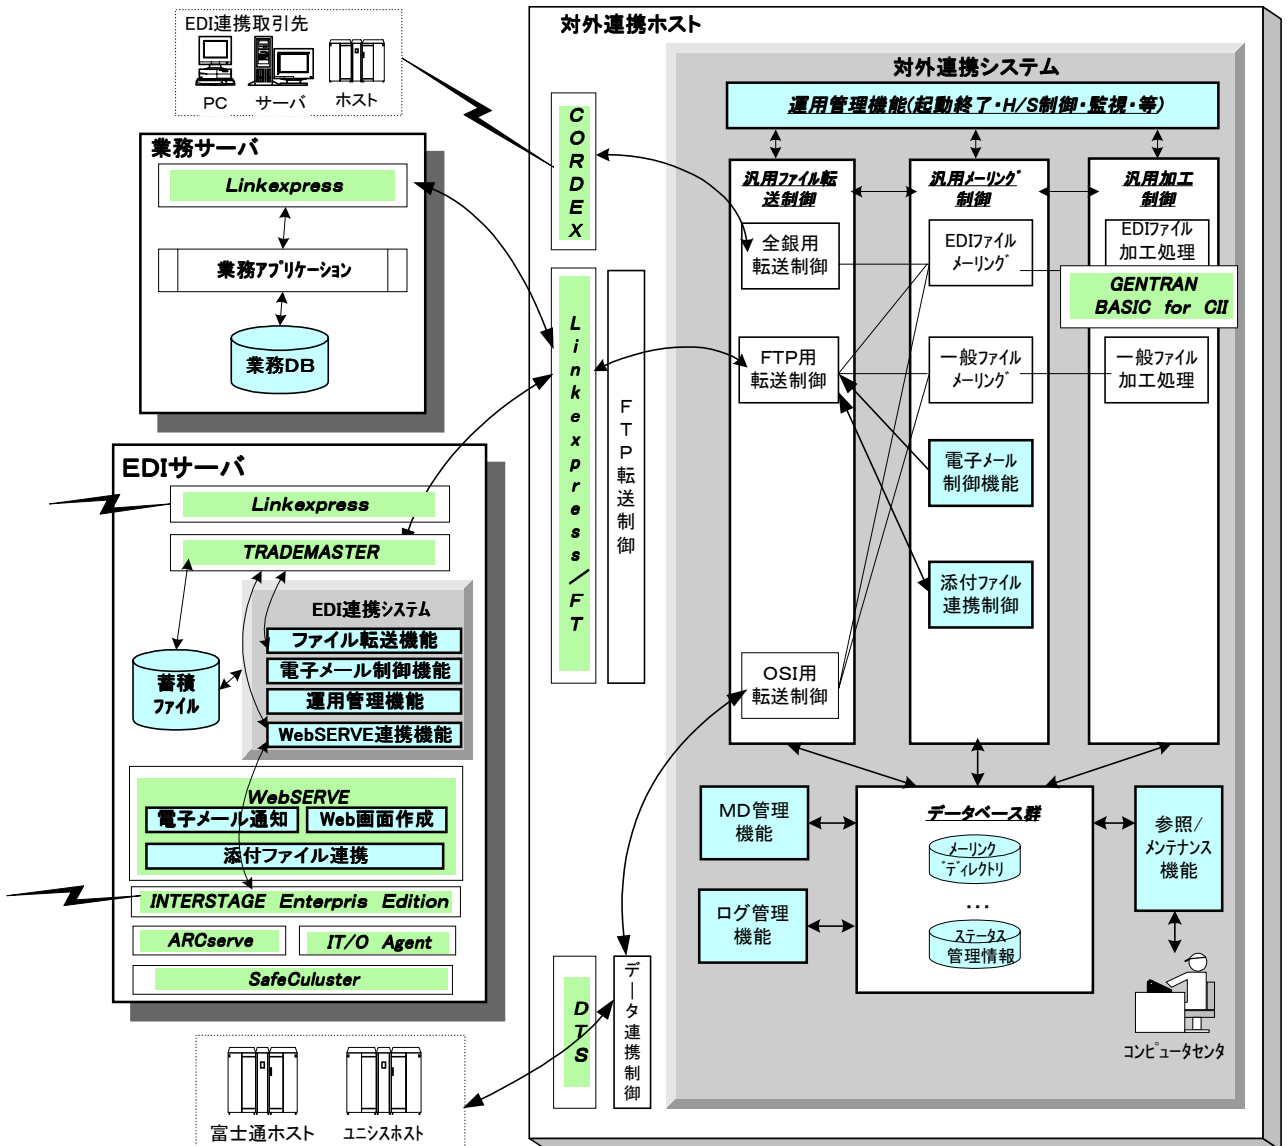 EDI連携取引先
PC
サーバ
ホスト
業務サーバ
Linkexpress
業務アプリケーション
業務DB
EDIサーバ
Linkexpress
TRADEMASTER
EDI連携システム
ファイル転送機能
電子メール制御機能
運用管理機能
WebSERVE連携機能
蓄積
ファイル
WebSERVE
電子メール通知
Web画面作成
添付ファイル連携
INTERSTAGE Enterpris Edition
ARCserve
IT/O Agent
SafeCuluster
富士通ホスト
ユニシスホスト
対外連携ホスト
CORDEX
Linkexpress/FT
FTP転送制御
DTS
データ連携制御
対外連携システム
運用管理機能(起動終了・H/S制御・監視・等)
汎用ファイル転
送制御
全銀用
転送制御
FTP用
転送制御
OSI用
転送制御
汎用メーリング
制御
EDIファイル
メーリング
一般ファイル
メーリング
電子メール
制御機能
添付ファイル
連携制御
汎用加工
制御
EDIファイル
加工処理
GENTRAN
BASIC for CII
一般ファイル
加工処理
MD管理
機能
ログ管理
機能
データベース群
メーリンク
゛ディレクトリ
...
ステータス
管理情報
参照/
メンテナンス
機能
コンピュータセンタ